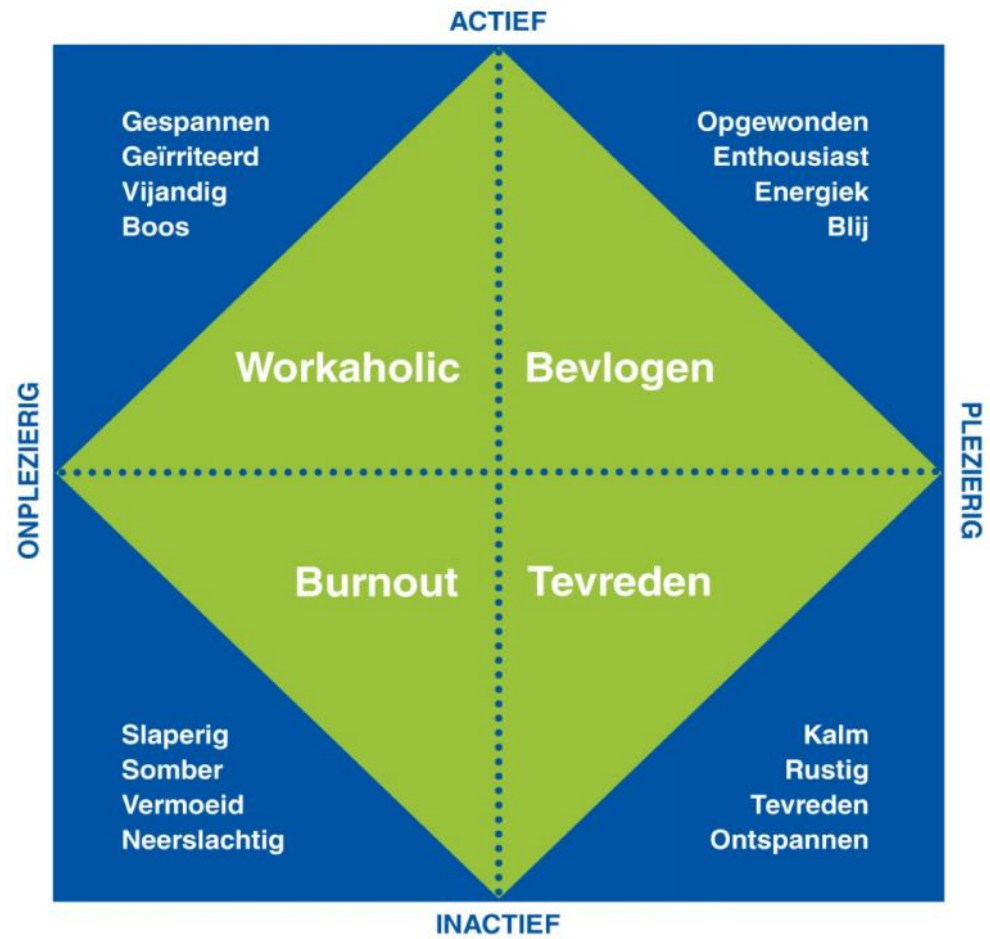 ACTIEF
Gespannen
Geïrriteerd
Vijandig
Boos
Opgewonden
Enthousiast
Energiek
Blij
Workaholic
Bevlogen
ONPLEZIERIG
PLEZIERIG
Burnout
Tevreden
Slaperig
Somber
Vermoeid
Neerslachtig
Kalm
Rustig
Tevreden
Ontspannen
INACTIEF